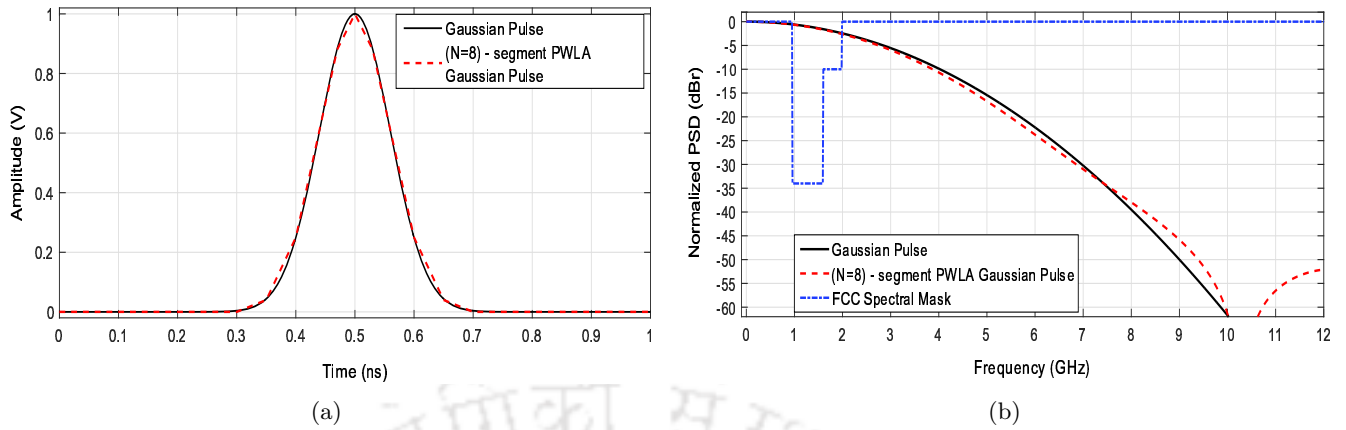 1
0.8
0.6
0.4
0.2
0
Amplitude (V)
Gaussian Pulse
(N=8) - segment PWLA
Gaussian Pulse
0 0.1 0.2 0.3 0.4 0.5 0.6 0.7 0.8 0.9 1
Time (ns)
(a)
0
-5
-10
-15
-20
-25
-30
-35
-40
-45
-50
-55
-60
Normalized PSD (dBr)
Gaussian Pulse
(N=8) - segment PWLA Gaussian Pulse
FCC Spectral Mask
0 1 2 3 4 5 6 7 8 9 10 11 12
Frequency (GHz)
(b)